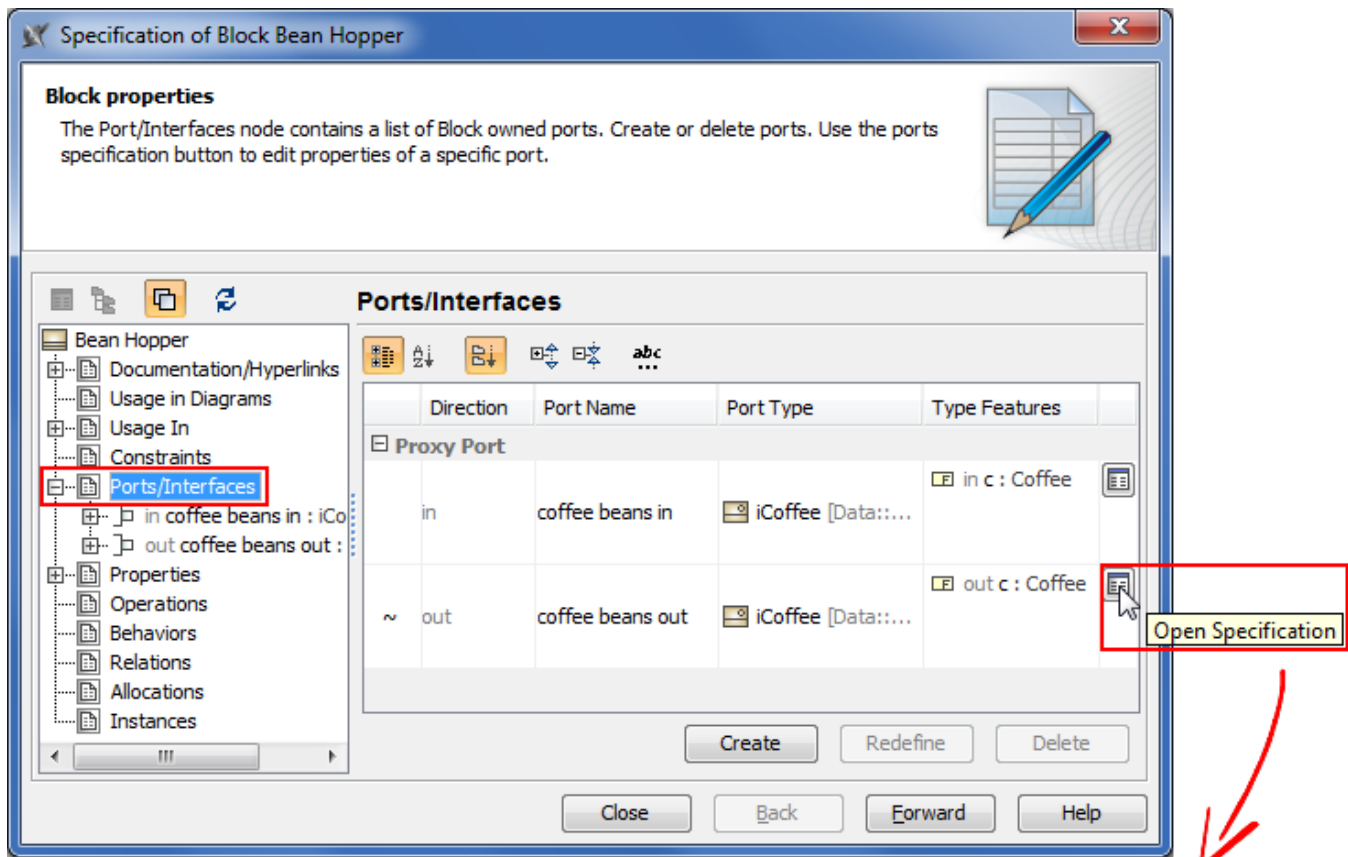 Specification of Block Bean Hopper
Block properties
The Port/Interfaces node contains a list of Block owned ports. Create or delete ports. Use the ports
specification button to edit properties of a specific port.
Ports/Interfaces
Bean Hopper
Documentation/Hyperlinks
Usage in Diagrams
Usage In
Constraints
Ports/Interfaces
in coffee beans in : iCo
out coffee beans out :
Properties
Operations
Behaviors
Relations
Allocations
Instances
abc
Direction Port Name Port Type Type Features
Proxy Port
in coffee beans in iCoffee [Data::... in c : Coffee
~ out coffee beans out iCoffee [Data::... out c : Coffee
Open Specification
Create Redefine Delete
Close Back Forward Help